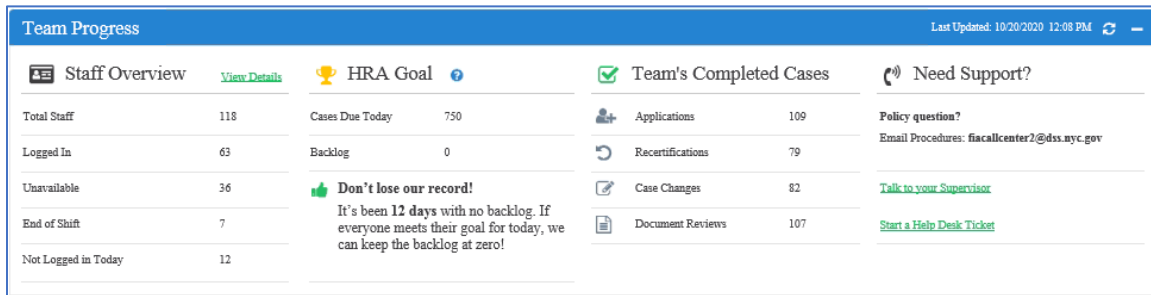 Team Progress
Last Updated: 10/20/2020 12:08 PM
Staff Overview
View Details
Total Staff 118
Logged In 63
Unavailable 36
End of Shift 7
Not Logged in Today 12
HRA Goal ?
Cases Due Today 750
Backlog 0
Don't lose our record!
It's been 12 days with no backlog. If
everyone meets their goal for today, we
can keep the backlog at zero!
Team's Completed Cases
Applications 109
Recertifications 79
Case Changes 82
Document Reviews 107
Need Support?
Policy question?
Email Procedures: fiacallcenter2@dss.nyc.gov
Talk to your Supervisor
Start a Help Desk Ticket